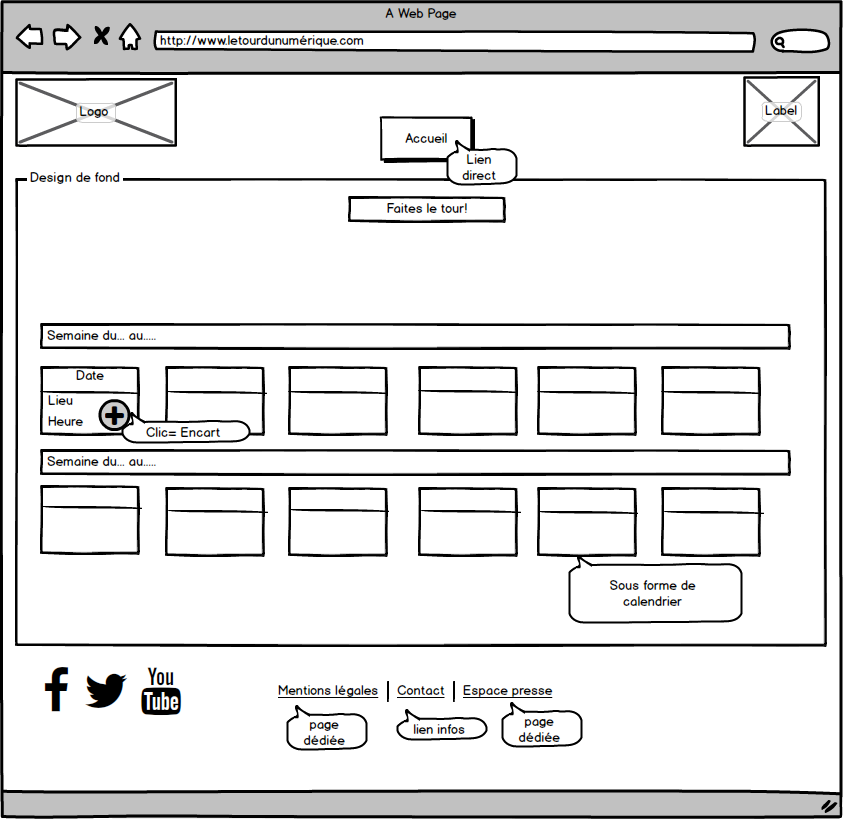 A Web Page
http://www.letourdunumérique.com
Logo
Label
Accueil
Lien
direct
Design de fond
Faites le tour!
Semaine du... au.....
Date
Lieu
Heure
Clic= Encart
Semaine du... au.....
Sous forme de
calendrier
You
Tube
Mentions légales
Contact
Espace presse
page
dédiée
lien infos
page
dédiée